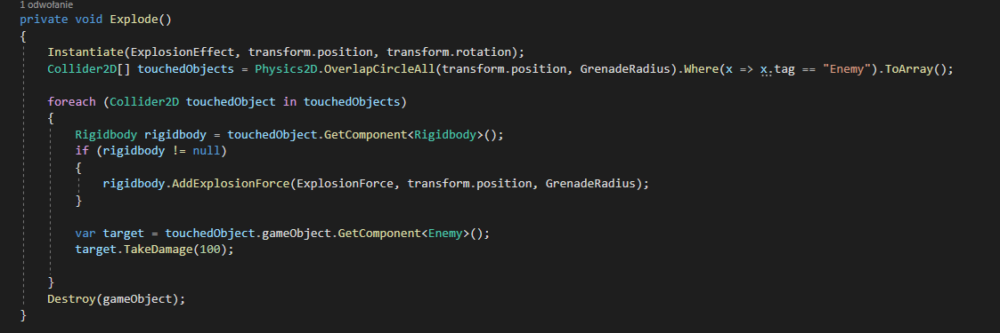 1 odwołanie
private void Explode()
{
Instantiate(ExplosionEffect, transform.position, transform.rotation);
Collider2D[] touchedObjects = Physics2D.OverlapCircleAll(transform.position, GrenadeRadius).Where(x => x.tag == "Enemy").ToArray();
foreach (Collider2D touchedObject in touchedObjects)
{
Rigidbody rigidbody = touchedObject.GetComponent<Rigidbody>();
if (rigidbody != null)
{
rigidbody.AddExplosionForce(ExplosionForce, transform.position, GrenadeRadius);
}
var target = touchedObject.gameObject.GetComponent<Enemy>();
target.TakeDamage(100);
}
Destroy(gameObject);
}